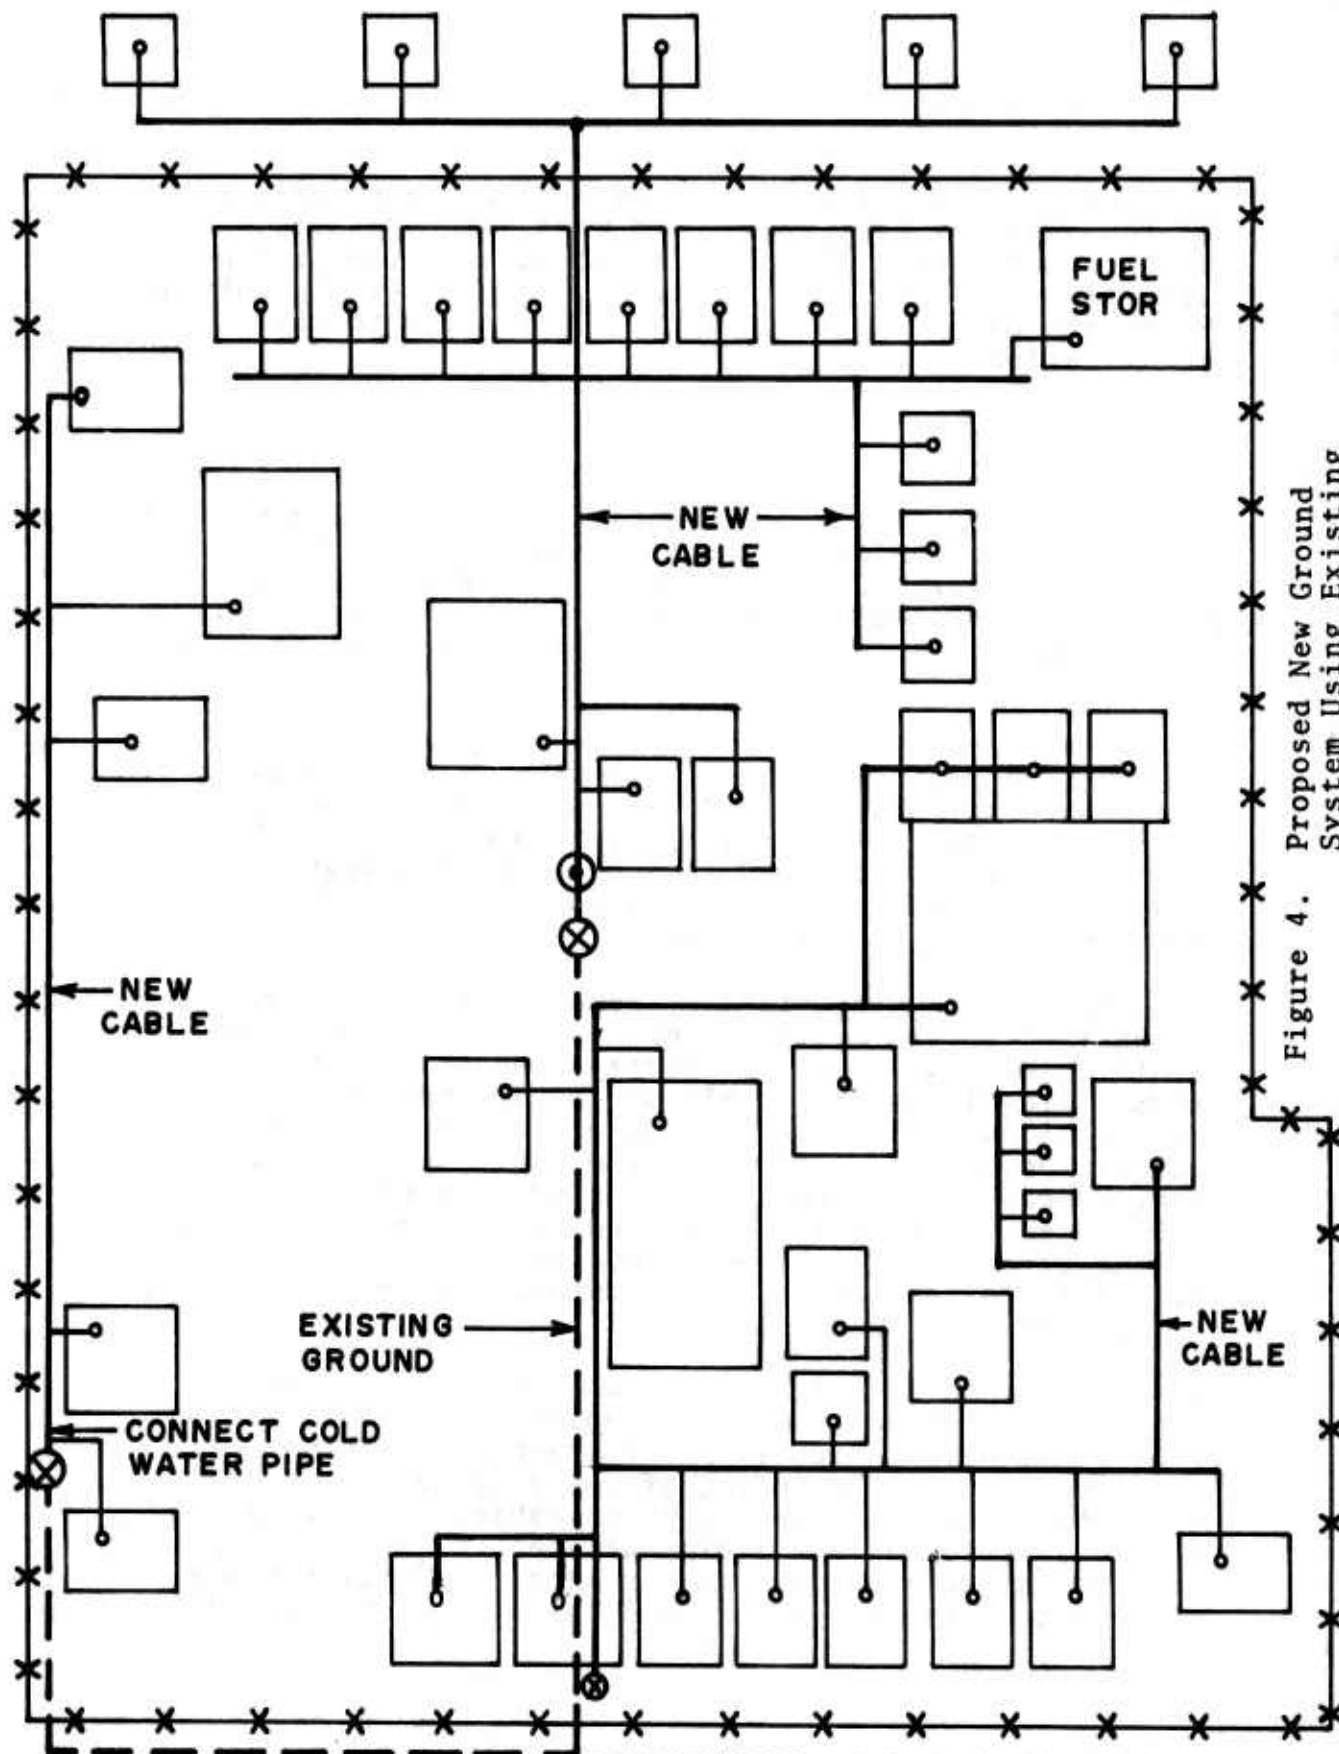 FUEL
STOR
NEW
CABLE
NEW
CABLE
EXISTING
GROUND
NEW
CABLE
CONNECT COLD
WATER PIPE
Figure 4. Proposed New Ground
System Using Existing